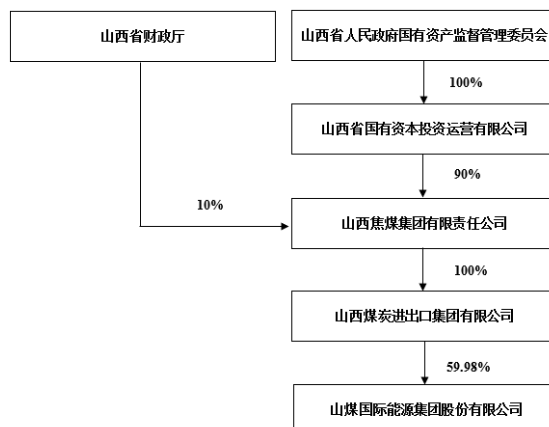 山西省财政厅
山西省人民政府国有资产监督管理委员会
100%
山西省国有资本投资运营有限公司
90%
10%
山西焦煤集团有限责任公司
100%
山西煤炭进出口集团有限公司
59.98%
山煤国际能源集团股份有限公司